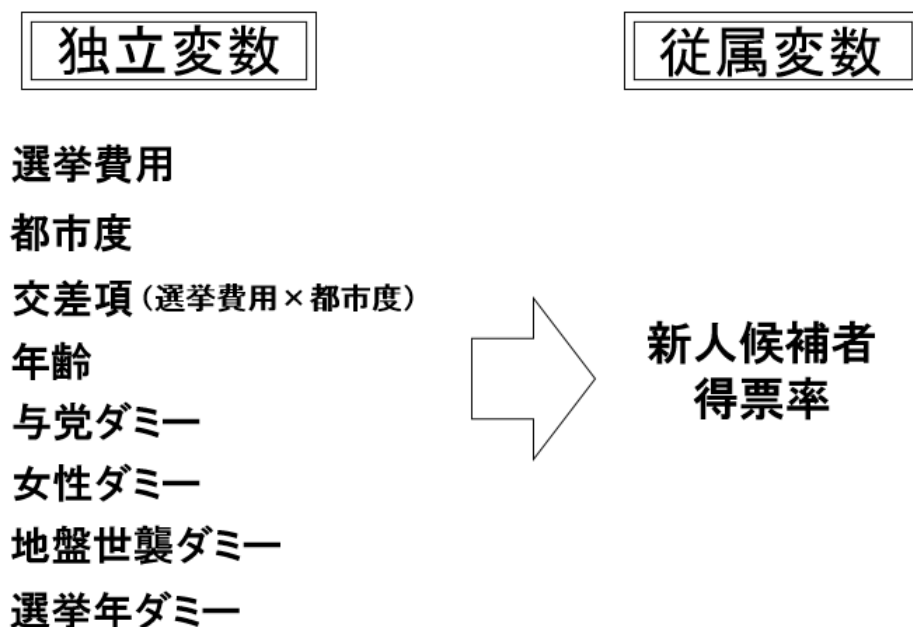 独立変数
従属変数
選挙費用
都市度
交差項（選挙費用×都市度）
年齢
与党ダミー
女性ダミー
地盤世襲ダミー
選挙年ダミー
新人候補者
得票率